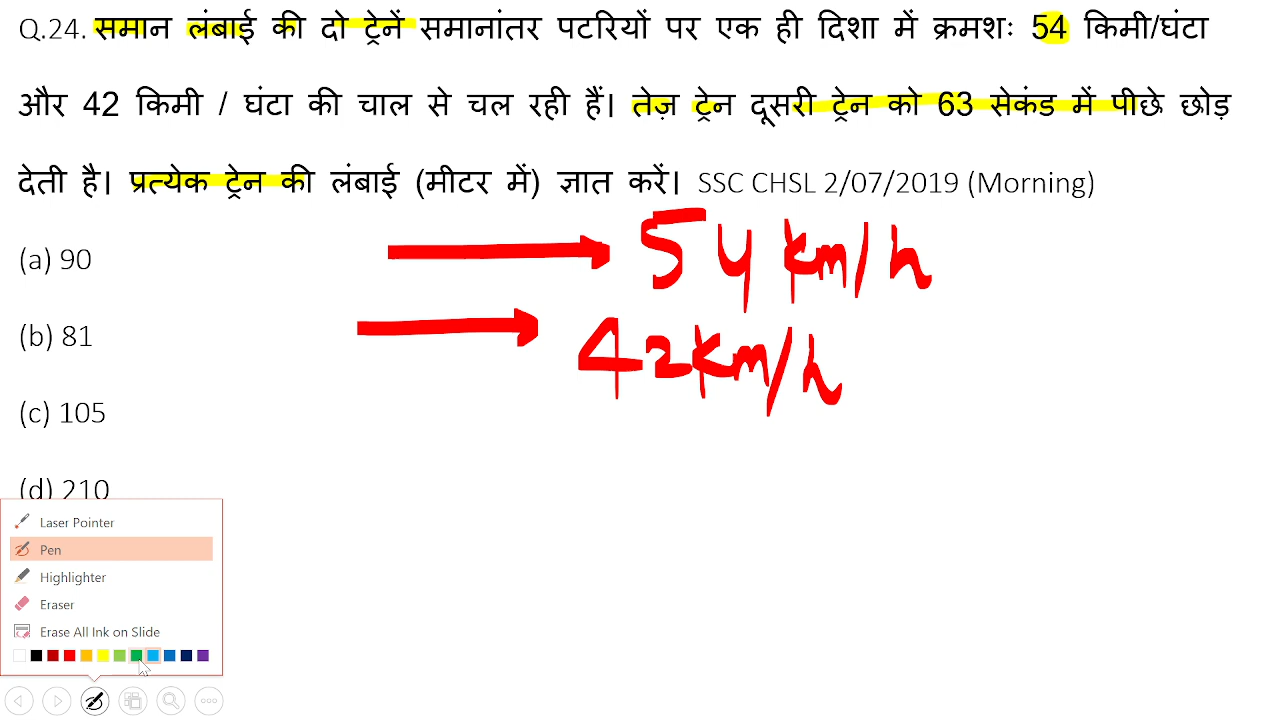 Q.24. समान लंबाई की दो ट्रेनें समानांतर पटरियों पर एक ही दिशा में क्रमशः 54 किमी/घंटा
और 42 किमी / घंटा की चाल से चल रही हैं। तेज़ ट्रेन दूसरी ट्रेन को 63 सेकंड में पीछे छोड़
देती है। प्रत्येक ट्रेन की लंबाई (मीटर में) ज्ञात करें। SSC CHSL 2/07/2019 (Morning)
(a) 90
54 km/h
(b) 81
42km/h
(c) 105
(d) 210
Laser Pointer
Pen
Highlighter
Eraser
Erase All Ink on Slide